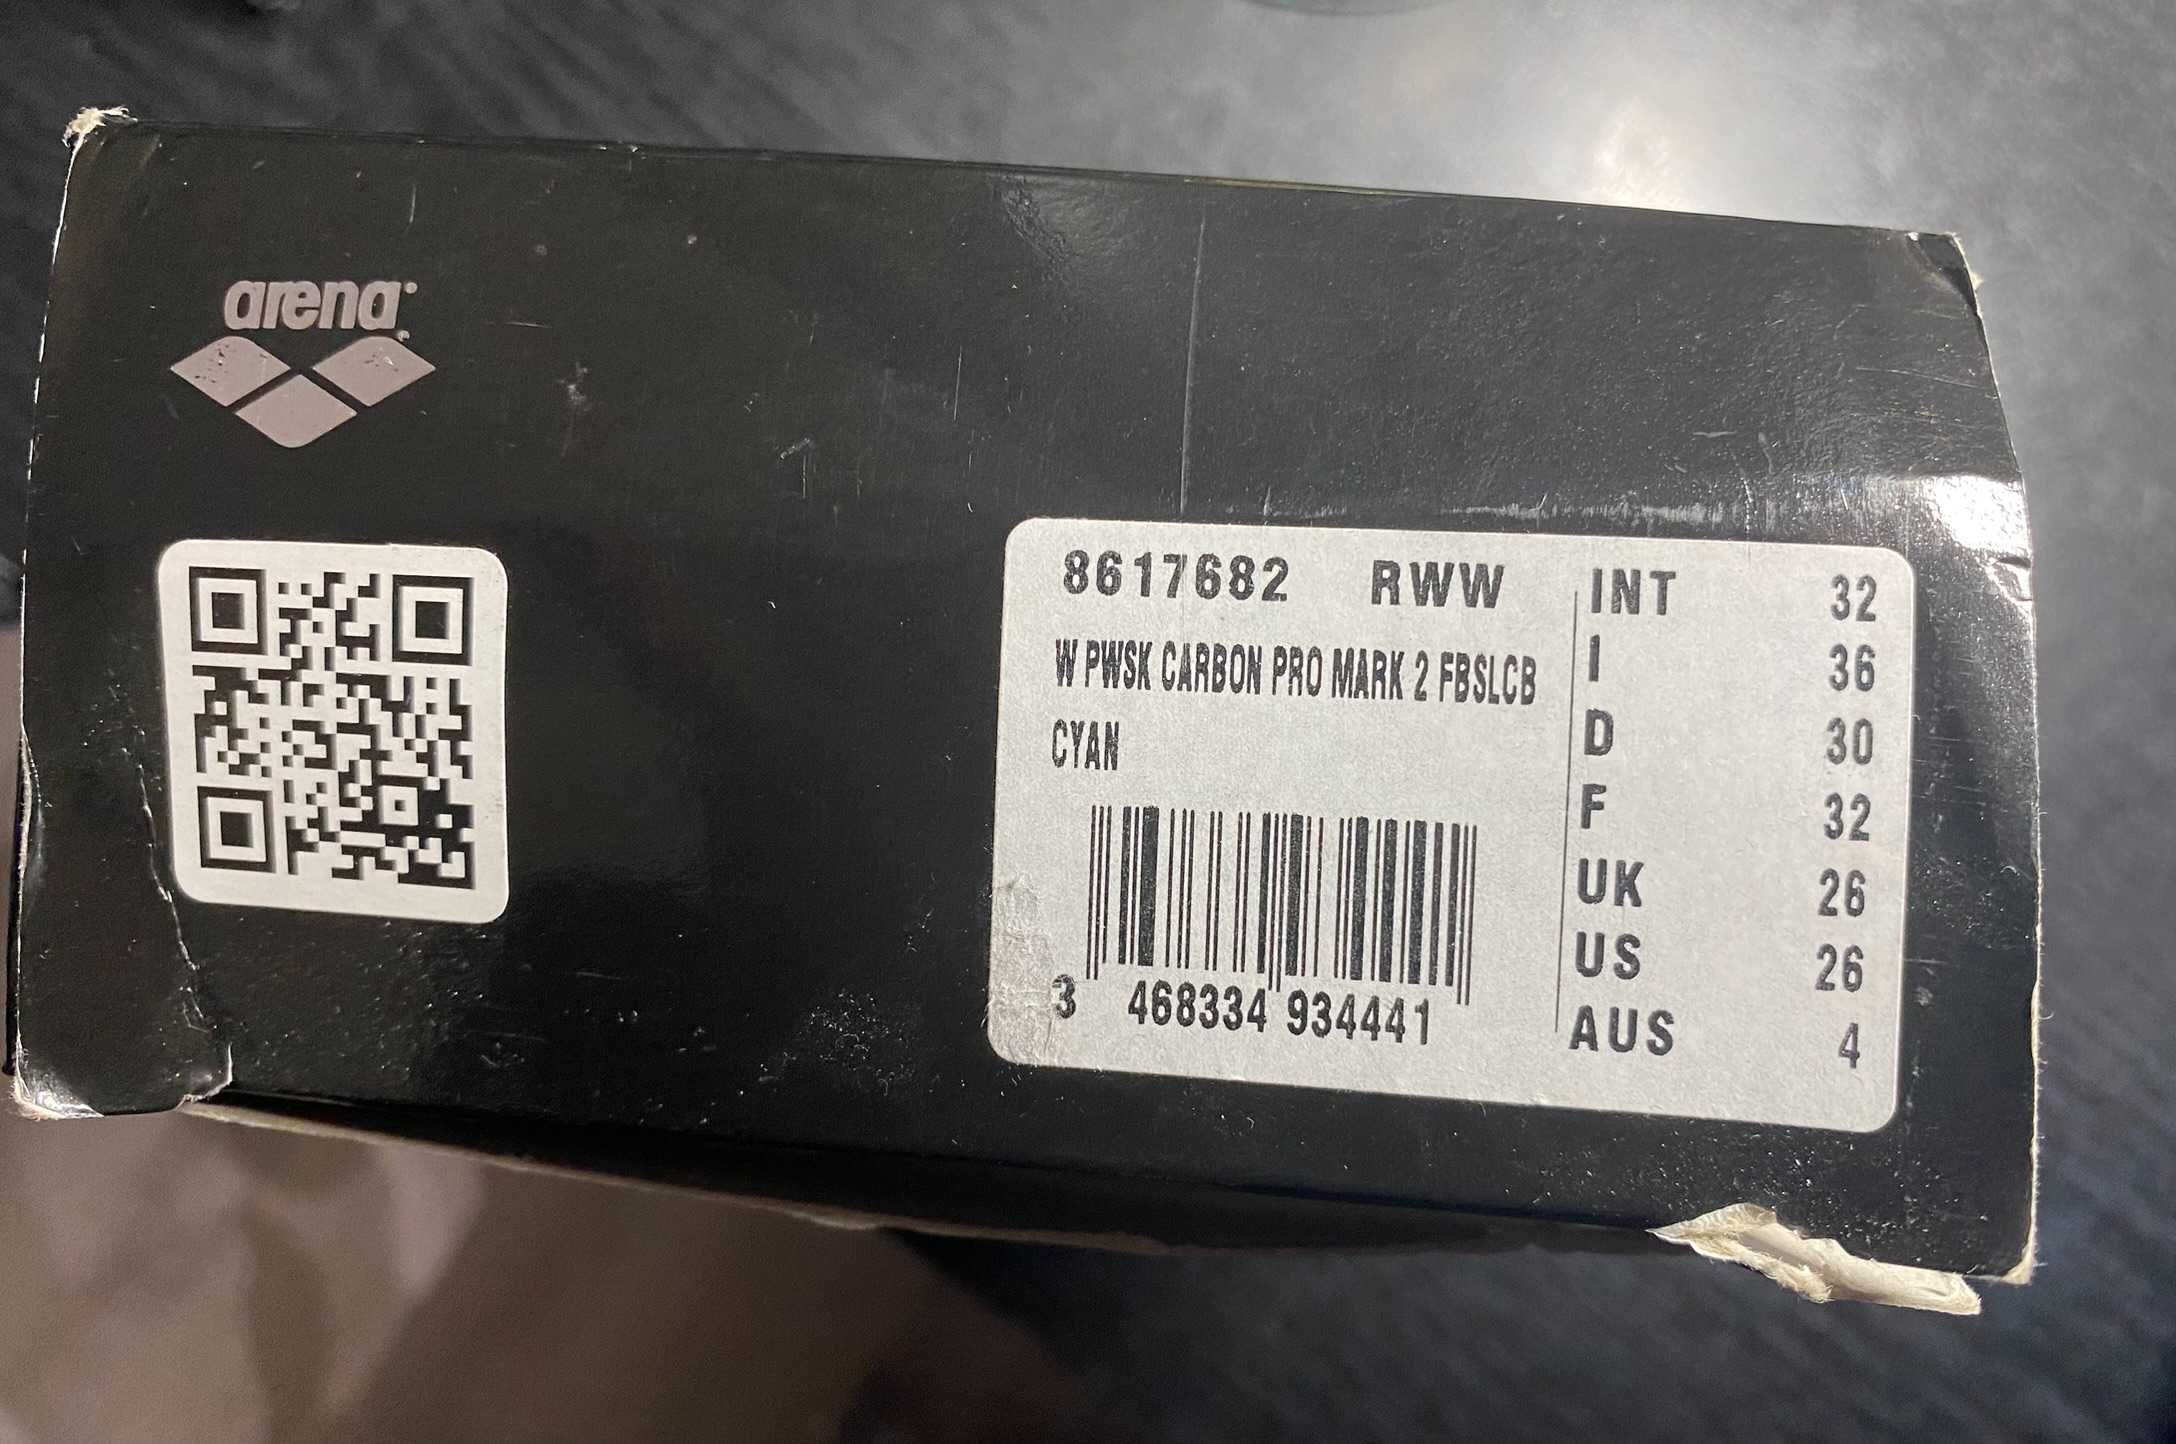 arena
8617682 RWW
W PWSK CARBON PRO MARK 2 FBSLCB
CYAN
3 468334 934441
INT 32
I 36
D 30
F 32
UK 26
US 26
AUS 4